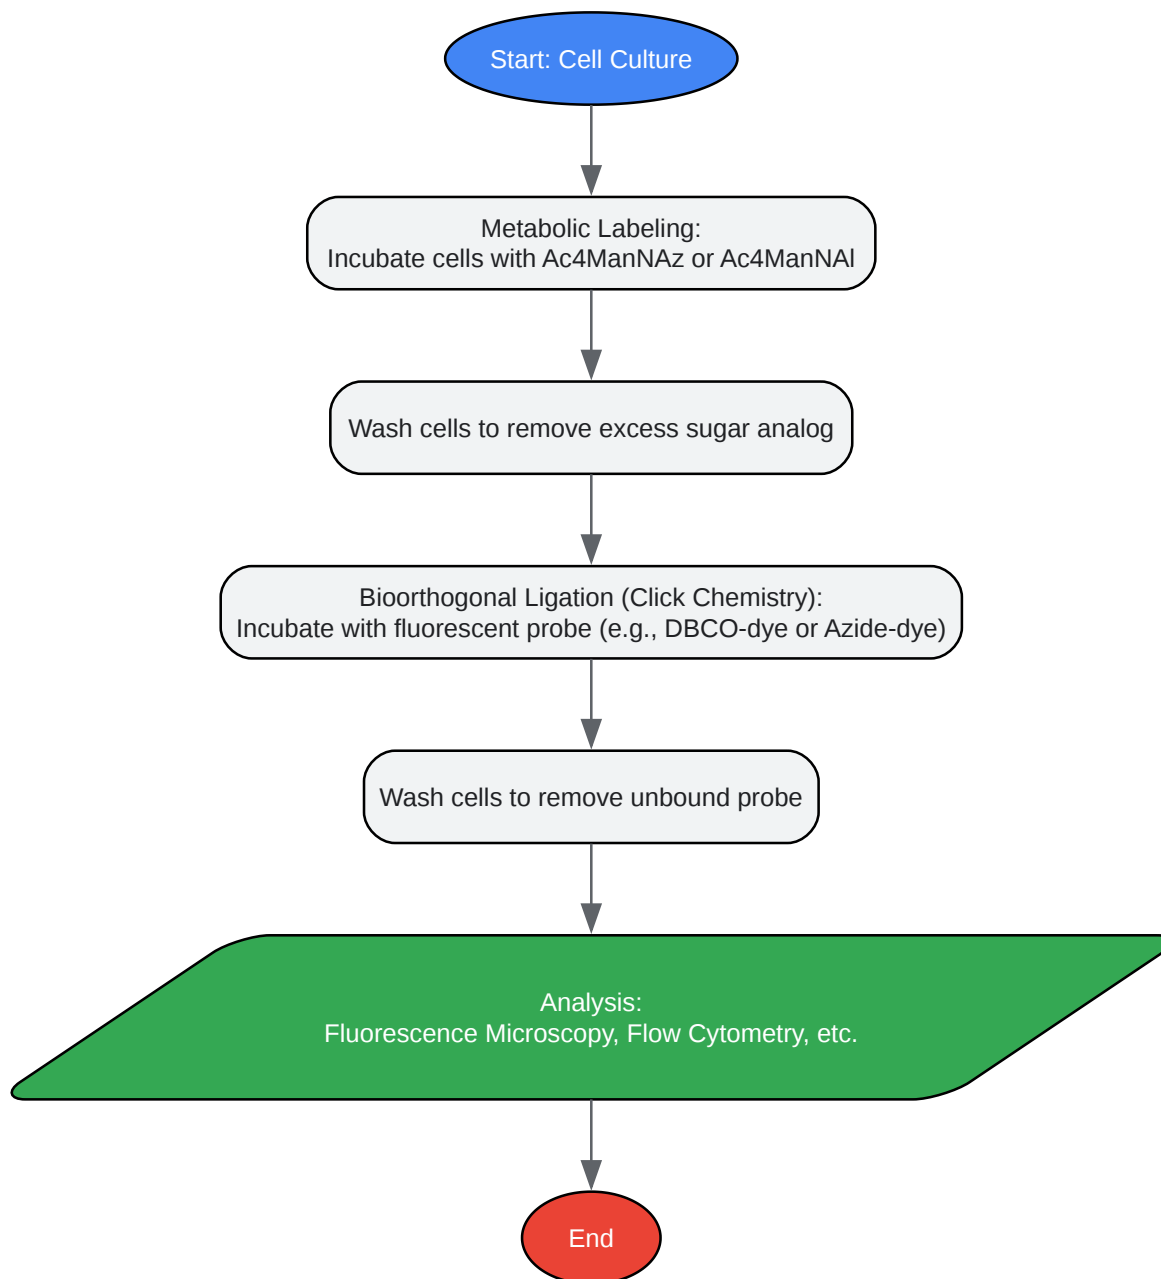 Start: Cell Culture
Metabolic Labeling:
Incubate cells with Ac4ManNAz or Ac4ManNAl
Wash cells to remove excess sugar analog
Bioorthogonal Ligation (Click Chemistry):
Incubate with fluorescent probe (e.g., DBCO-dye or Azide-dye)
Wash cells to remove unbound probe
Analysis:
Fluorescence Microscopy, Flow Cytometry, etc.
End